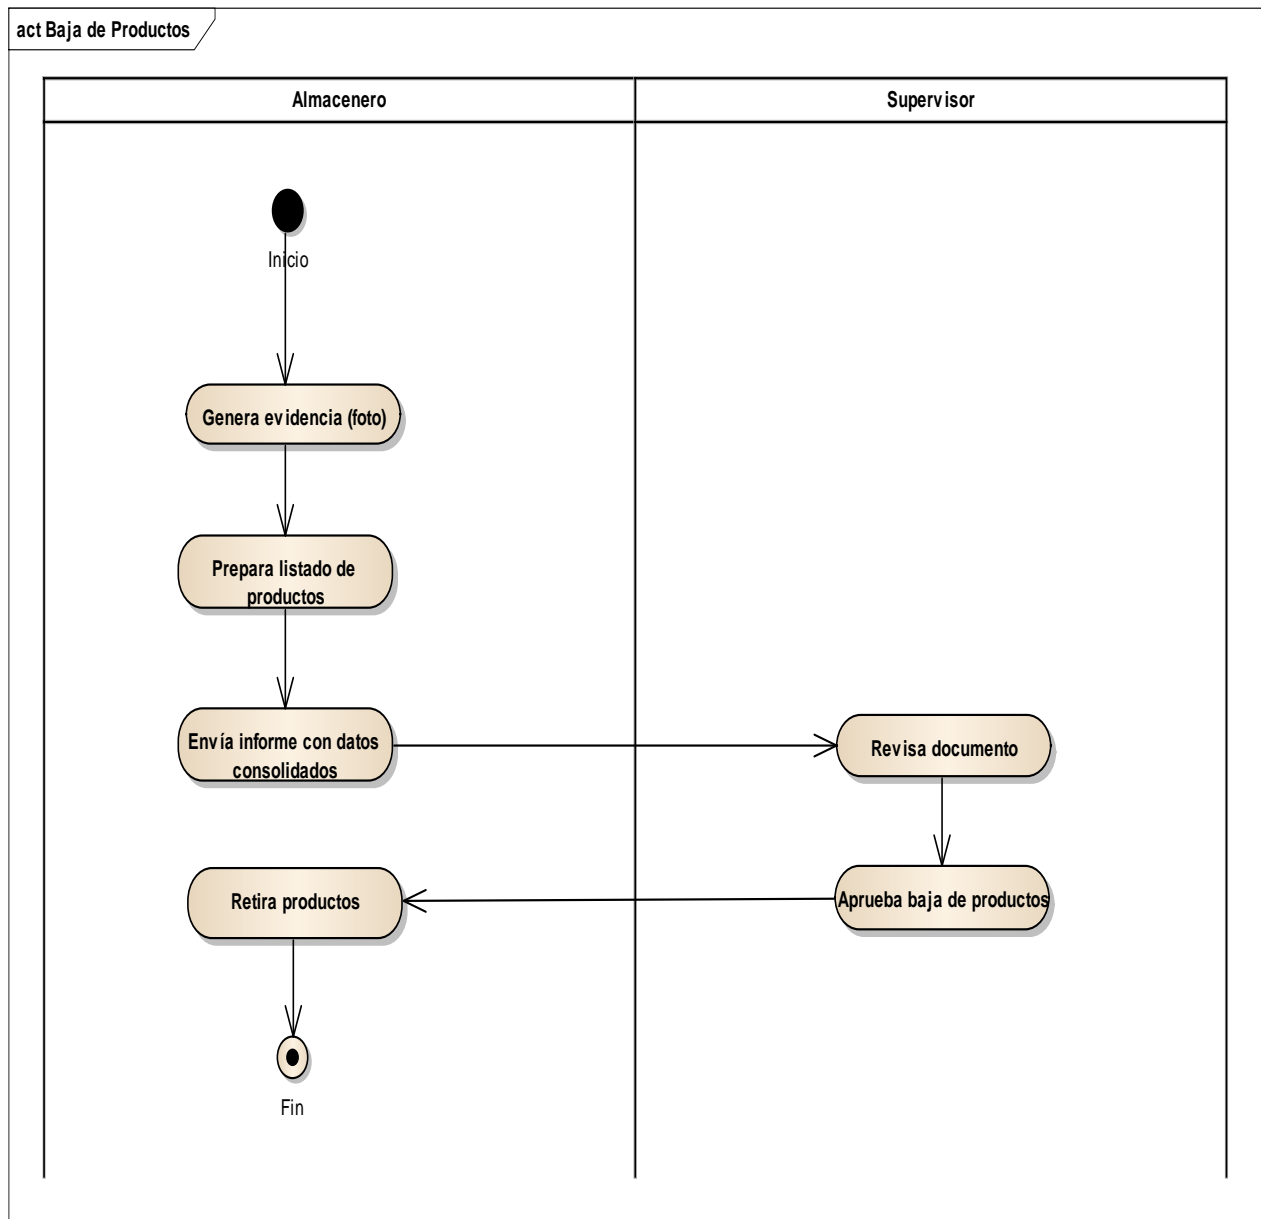 act Baja de Productos
Almacenero
Supervisor
Inicio
Genera evidencia (foto)
Prepara listado de
productos
Envía informe con datos
consolidados
Revisa documento
Retira productos
Aprueba baja de productos
Fin